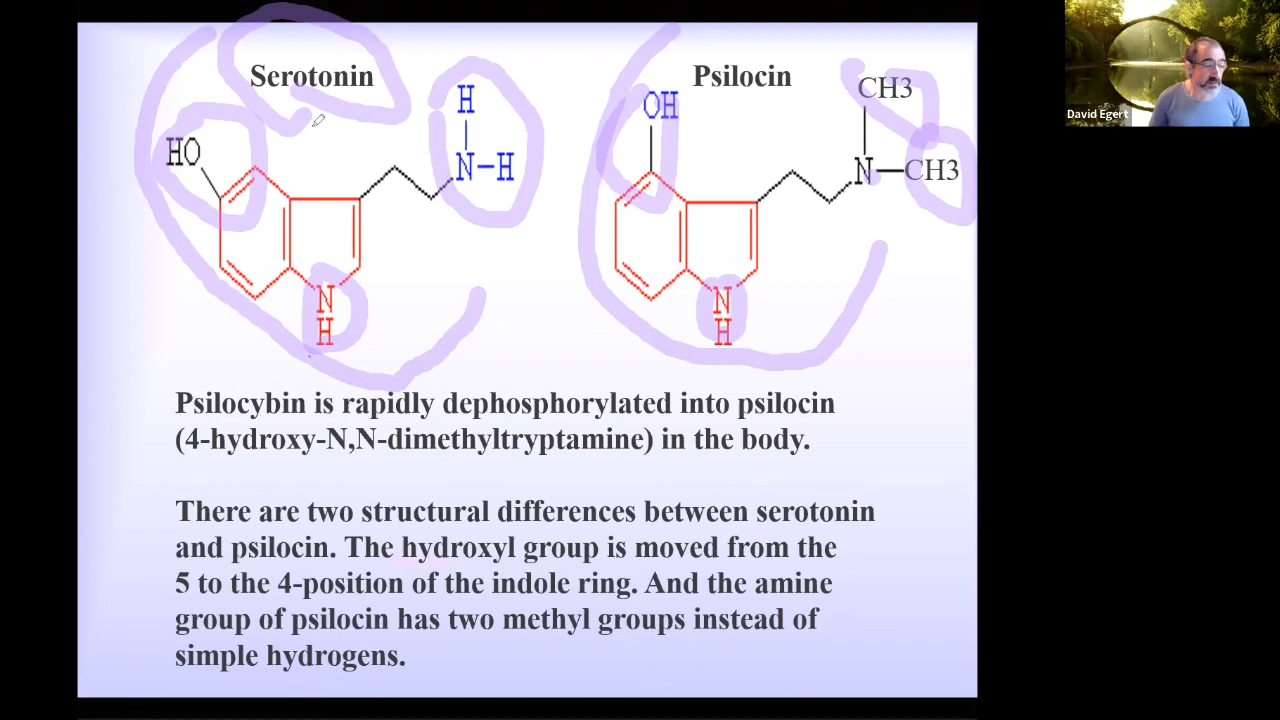 Serotonin
Psilocin
HO
H
N
H
N
H
OH
CH3
N
CH3
N
H
Psilocybin is rapidly dephosphorylated into psilocin
(4-hydroxy-N,N-dimethyltryptamine) in the body.
There are two structural differences between serotonin
and psilocin. The hydroxyl group is moved from the
5 to the 4-position of the indole ring. And the amine
group of psilocin has two methyl groups instead of
simple hydrogens.
David Egert